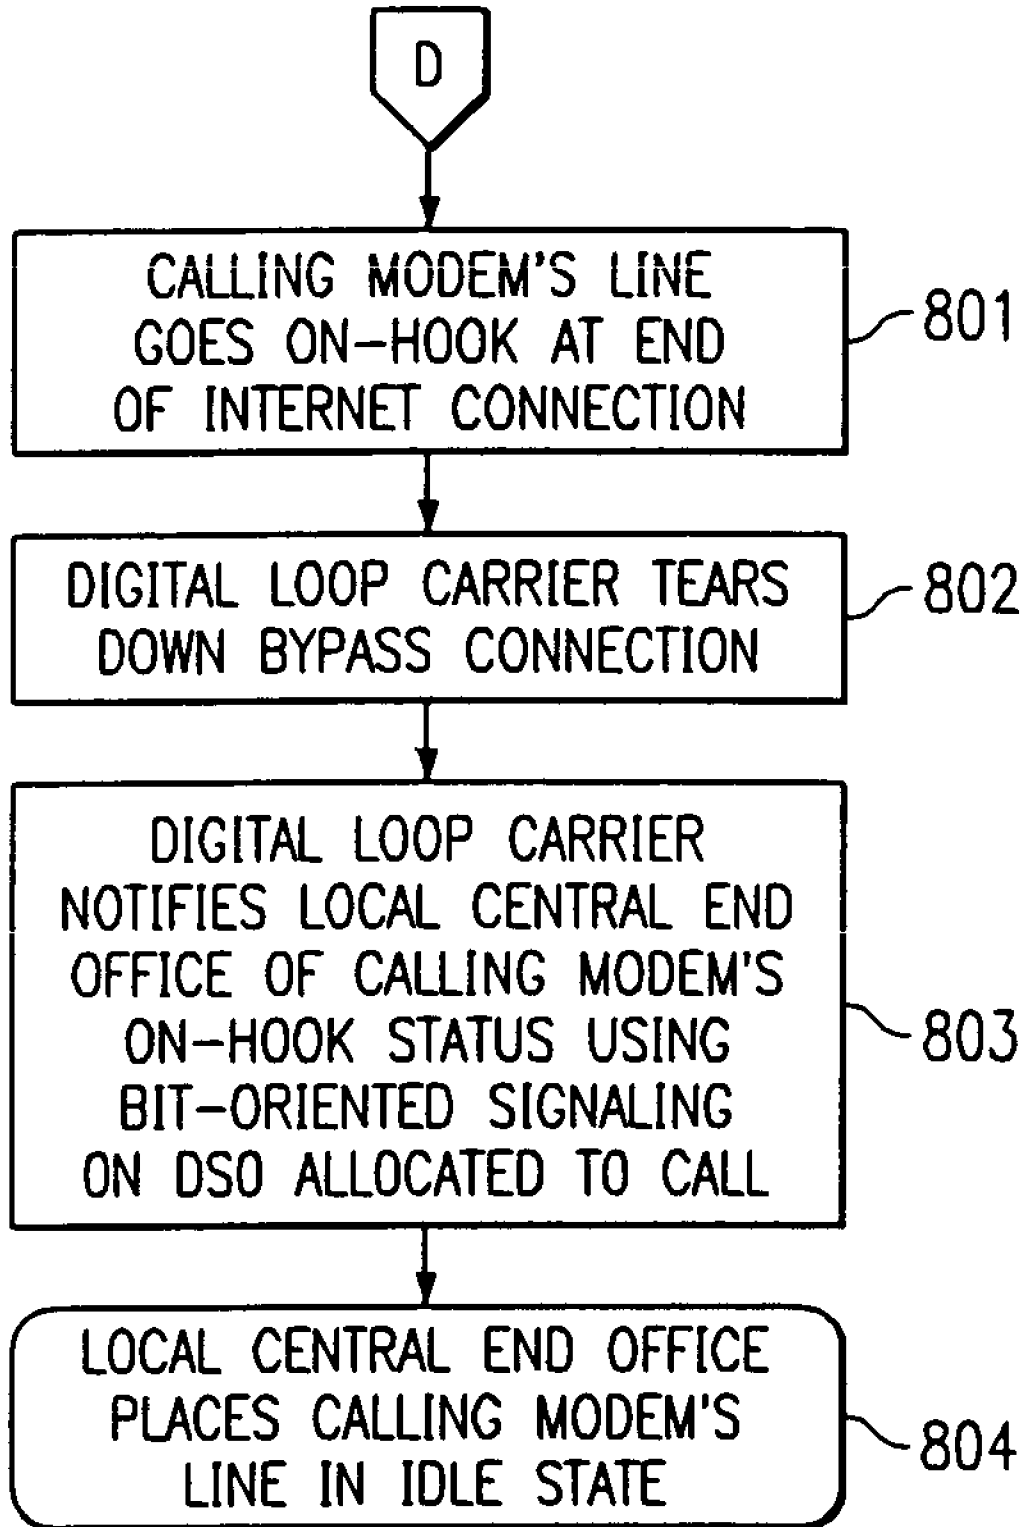 D
CALLING MODEM'S LINE
GOES ON-HOOK AT END
OF INTERNET CONNECTION
801
DIGITAL LOOP CARRIER TEARS
DOWN BYPASS CONNECTION
802
DIGITAL LOOP CARRIER
NOTIFIES LOCAL CENTRAL END
OFFICE OF CALLING MODEM'S
ON-HOOK STATUS USING
BIT-ORIENTED SIGNALING
ON DS0 ALLOCATED TO CALL
803
LOCAL CENTRAL END OFFICE
PLACES CALLING MODEM'S
LINE IN IDLE STATE
804